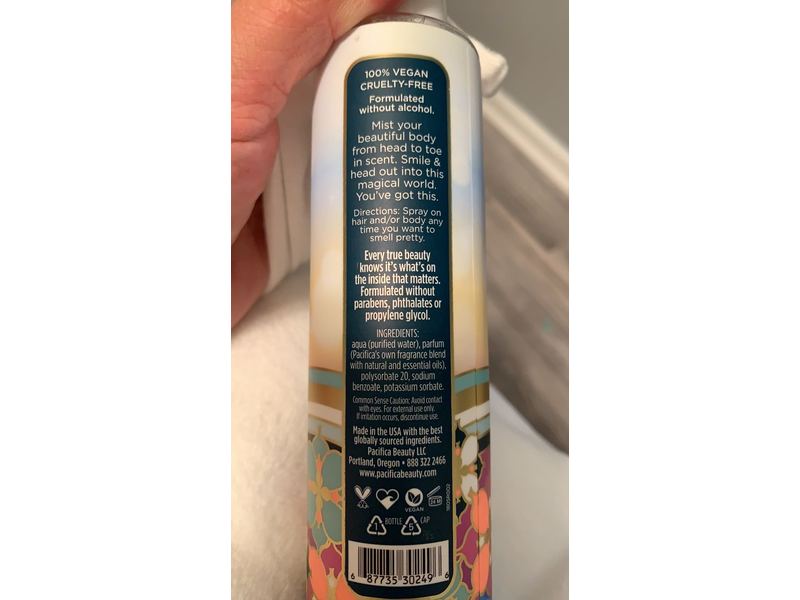 100% VEGAN
CRUELTY-FREE
Formulated
without alcohol.
Mist your
beautiful body
from head to toe
in scent. Smile &
head out into this
magical world.
You've got this.
Directions: Spray on
hair and/or body any
time you want to
smell pretty.
Every true beauty
knows it's what's on
the inside that matters.
Formulated without
parabens, phthalates or
propylene glycol.
INGREDIENTS:
aqua (purified water), parfum
(Pacifica's own fragrance blend
with natural and essential oils),
polysorbate 20, sodium
benzoate, potassium sorbate.
Common Sense Caution: Avoid contact
with eyes. For external use only.
If irritation occurs, discontinue use.
Made in the USA with the best
globally sourced ingredients.
Pacifica Beauty LLC
Portland, Oregon • 888 322 2466
www.pacificabeauty.com
VEGAN
24 M
1 BOTTLE 5 CAP
6 87735 30249 6